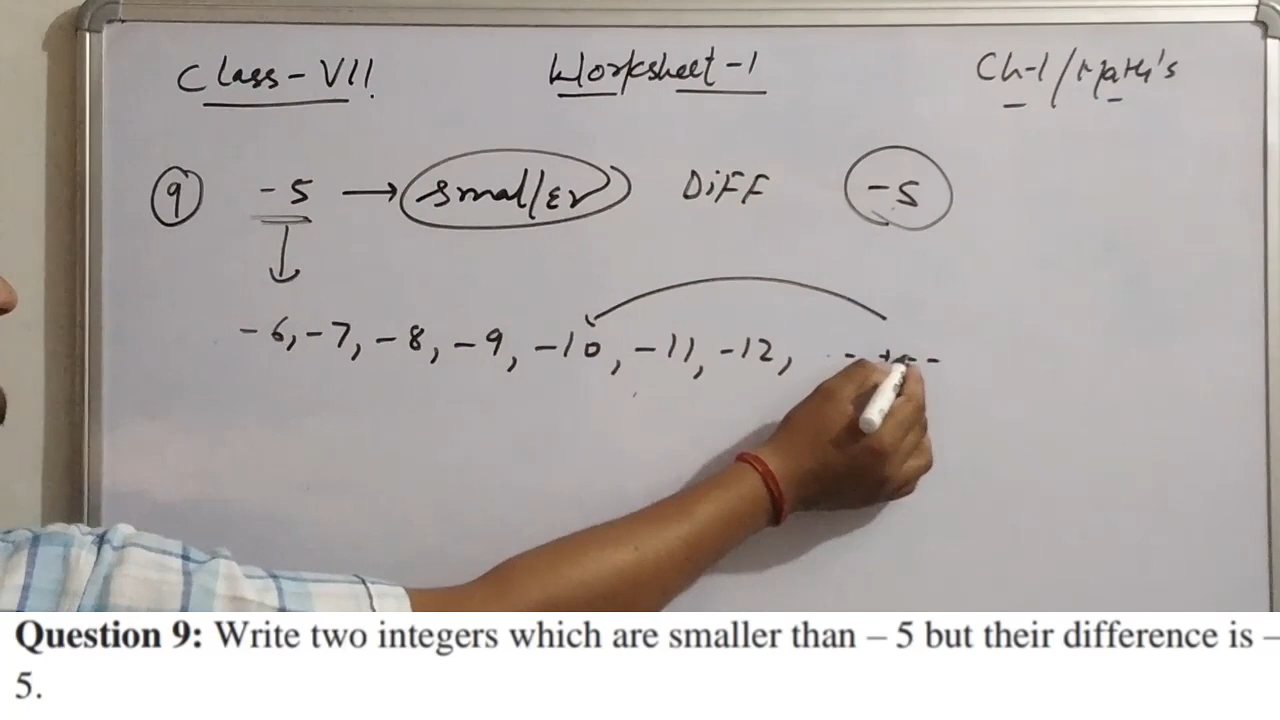 Class-VII Worksheet-1 Ch-1/Math's
9 -5 → smaller DiFF -5
-6, -7, -8, -9, -10, -11, -12,
Question 9: Write two integers which are smaller than – 5 but their difference is –
5.